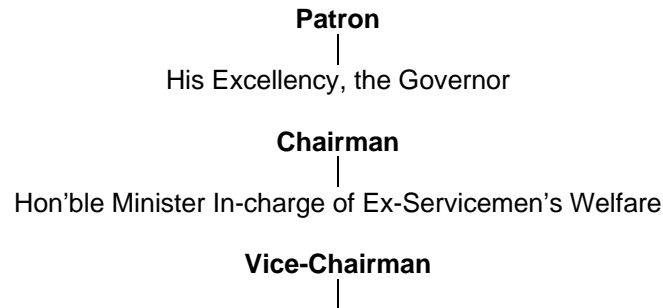 Patron
His Excellency, the Governor
Chairman
Hon’ble Minister In-charge of Ex-Servicemen’s Welfare
Vice-Chairman